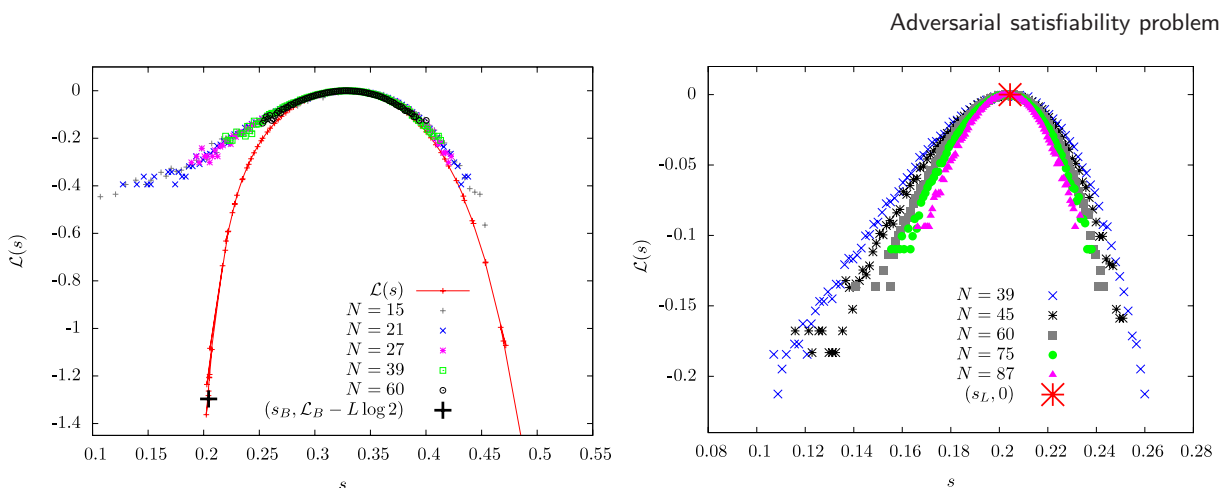 Adversarial satisfiability problem
0
-0.2
-0.4
-0.6
-0.8
-1
-1.2
-1.4
0.1 0.15 0.2 0.25 0.3 0.35 0.4 0.45 0.5 0.55
ℒ(s)
s
ℒ(s)
N = 15
N = 21
N = 27
N = 39
N = 60
(s_B, ℒ_B − L log 2)
0
-0.05
-0.1
-0.15
-0.2
0.08 0.1 0.12 0.14 0.16 0.18 0.2 0.22 0.24 0.26 0.28
ℒ(s)
s
N = 39
N = 45
N = 60
N = 75
N = 87
(s_L, 0)